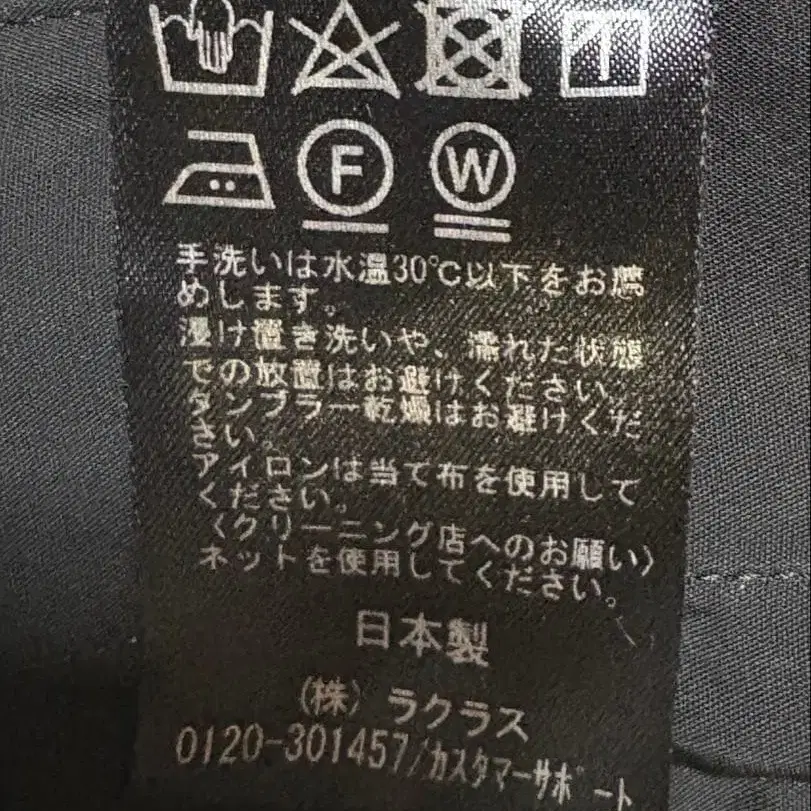 F
W
手洗いは水温30℃以下をお薦
めします。
浸け置き洗いや、濡れた状態
での放置はお避けください。
タンブラー乾燥はお避けくだ
さい。
アイロンは当て布を使用して
ください。
〈クリーニング店へのお願い〉
ネットを使用してください。
日本製
(株) ラクラス
0120-301457/カスタマーサポート